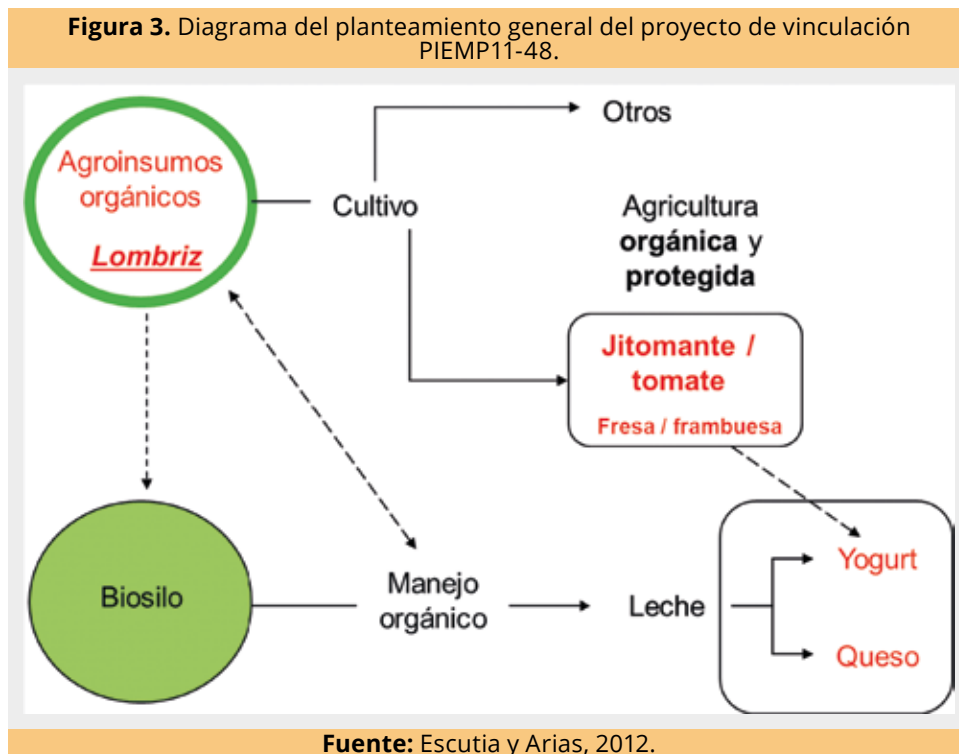 Figura 3. Diagrama del planteamiento general del proyecto de vinculación
PIEMP11-48.
Agroinsumos
orgánicos
Lombriz
Cultivo
Otros
Agricultura
orgánica y
protegida
Jitomante /
tomate
Fresa / frambuesa
Biosilo
Manejo
orgánico
Leche
Yogurt
Queso
Fuente: Escutia y Arias, 2012.